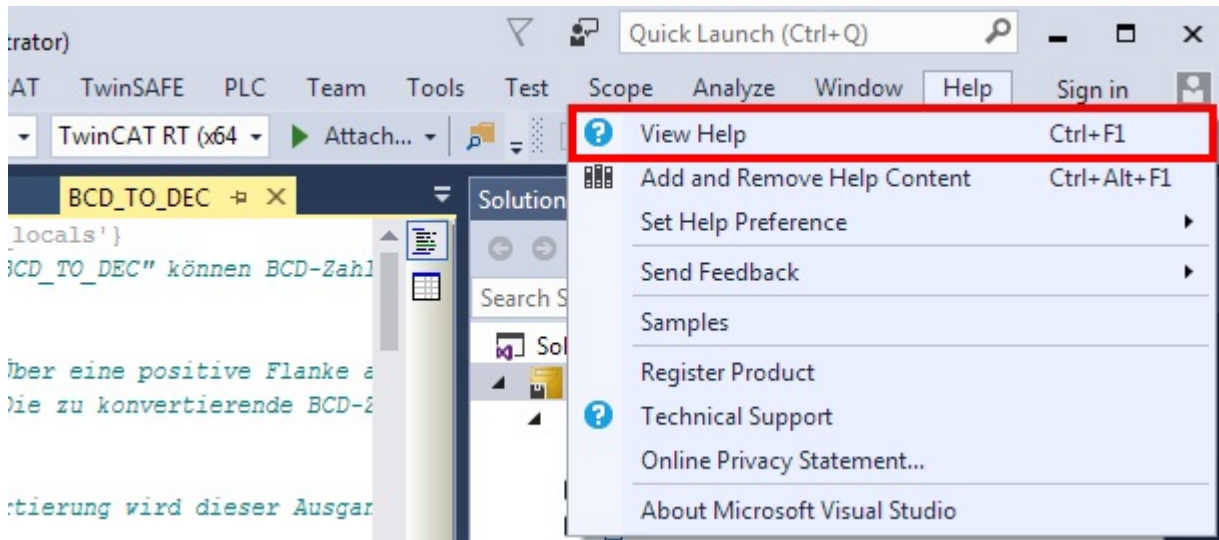 trator)
Quick Launch (Ctrl+Q)
CAT TwinSAFE PLC Team Tools Test Scope Analyze Window Help Sign in
TwinCAT RT (x64 Attach...
View Help Ctrl+F1
BCD_TO_DEC
Solution
Add and Remove Help Content Ctrl+Alt+F1
locals'}
Set Help Preference
BCD_TO_DEC" können BCD-Zahl
Send Feedback
Search S
Samples
Sol
Über eine positive Flanke a
Register Product
Die zu konvertierende BCD-Z
Technical Support
Online Privacy Statement...
rtierung wird dieser Ausgan
About Microsoft Visual Studio